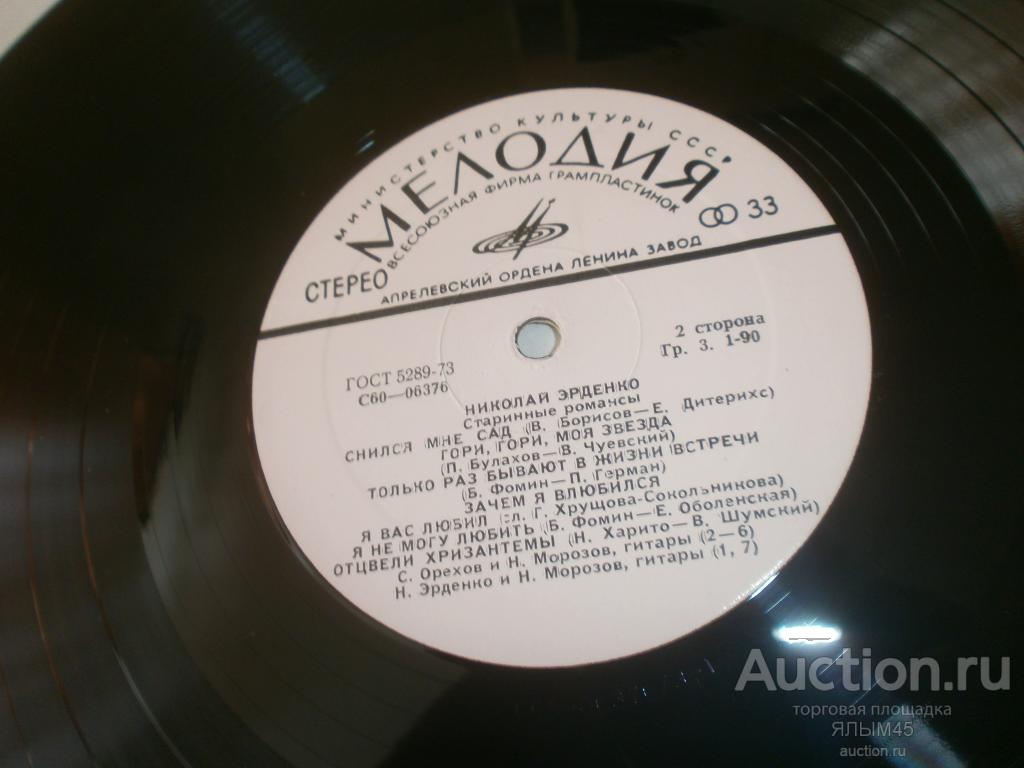 МИНИСТЕРСТВО КУЛЬТУРЫ СССР
МЕЛОДИЯ
ВСЕСОЮЗНАЯ ФИРМА ГРАМПЛАСТИНОК
СТЕРЕО
33
АПРЕЛЕВСКИЙ ОРДЕНА ЛЕНИНА ЗАВОД
2 сторона
Гр. 3. 1-90
ГОСТ 5289-73
С60—06376
НИКОЛАЙ ЭРДЕНКО
Старинные романсы
СНИЛСЯ МНЕ САД (В. Борисов—Е. Дитерихс)
ГОРИ, ГОРИ, МОЯ ЗВЕЗДА
(П. Булахов—В. Чуевский)
ТОЛЬКО РАЗ БЫВАЮТ В ЖИЗНИ ВСТРЕЧИ
(Б. Фомин—П. Герман)
ЗАЧЕМ Я ВЛЮБИЛСЯ
Я ВАС ЛЮБИЛ (сл. Г. Хрущова-Сокольникова)
Я НЕ МОГУ ЛЮБИТЬ (Б. Фомин—Е. Оболенская)
ОТЦВЕЛИ ХРИЗАНТЕМЫ (Н. Харито—В. Шумский)
С. Орехов и Н. Морозов, гитары (2—6)
Н. Эрденко и Н. Морозов, гитары (1, 7)
Auction.ru
торговая площадка
ЯЛЫМ45
auction.ru